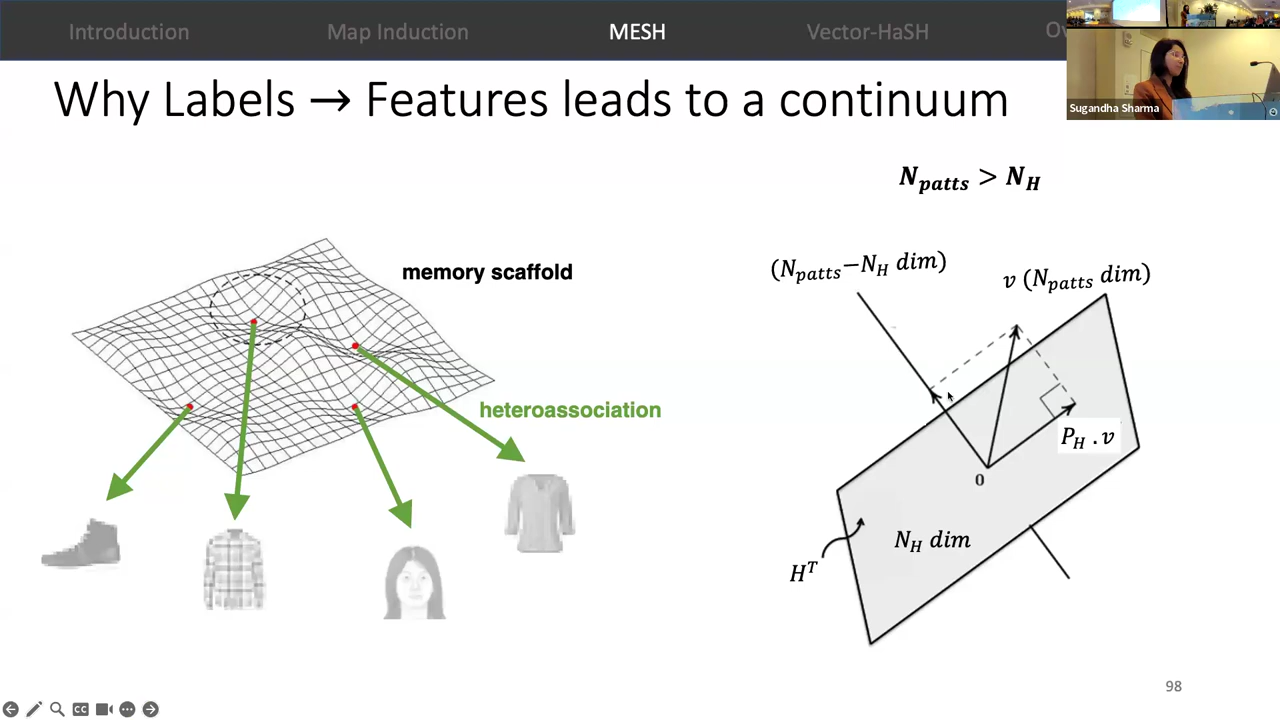 Introduction
Map Induction
MESH
Vector-HaSH
Sugandha Sharma
Why Labels → Features leads to a continuum
N_patts > N_H
memory scaffold
heteroassociation
(N_patts−N_H dim)
v (N_patts dim)
P_H . v
0
N_H dim
H^T
98
CC